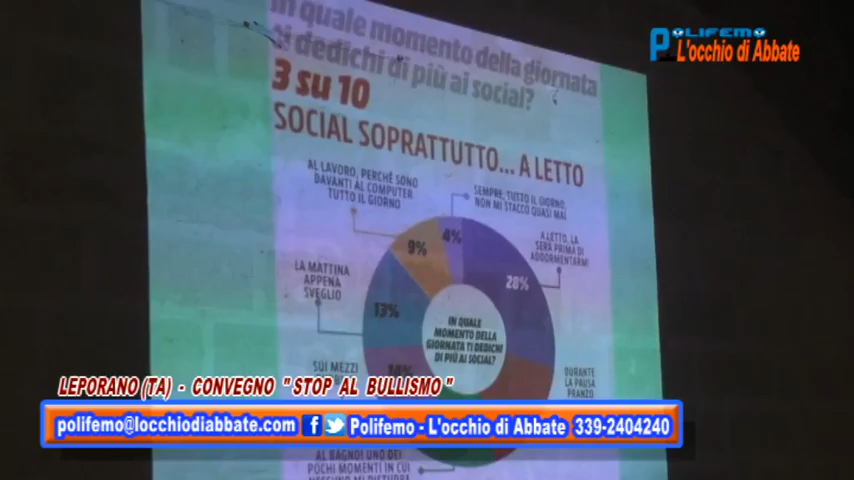 In quale momento della giornata
ti dedichi di più ai social?
3 su 10
SOCIAL SOPRATTUTTO... A LETTO
POLIFEMO
L'occhio di Abbate
AL LAVORO, PERCHÉ SONO
DAVANTI AL COMPUTER
TUTTO IL GIORNO
SEMPRE, TUTTO IL GIORNO,
NON MI STACCO QUASI MAI
A LETTO, LA
SERA PRIMA DI
ADDORMENTARMI
LA MATTINA
APPENA
SVEGLIO
9%
4%
28%
13%
IN QUALE
MOMENTO DELLA
GIORNATA TI DEDICHI
DI PIÙ AI SOCIAL?
SUI MEZZI
DURANTE
LA PAUSA
PRANZO
LEPORANO (TA) - CONVEGNO "STOP AL BULLISMO"
polifemo@locchiodiabbate.com Polifemo - L'occhio di Abbate 339-2404240
AL BAGNO! UNO DEI
POCHI MOMENTI IN CUI
NESSUNO MI DISTURBA